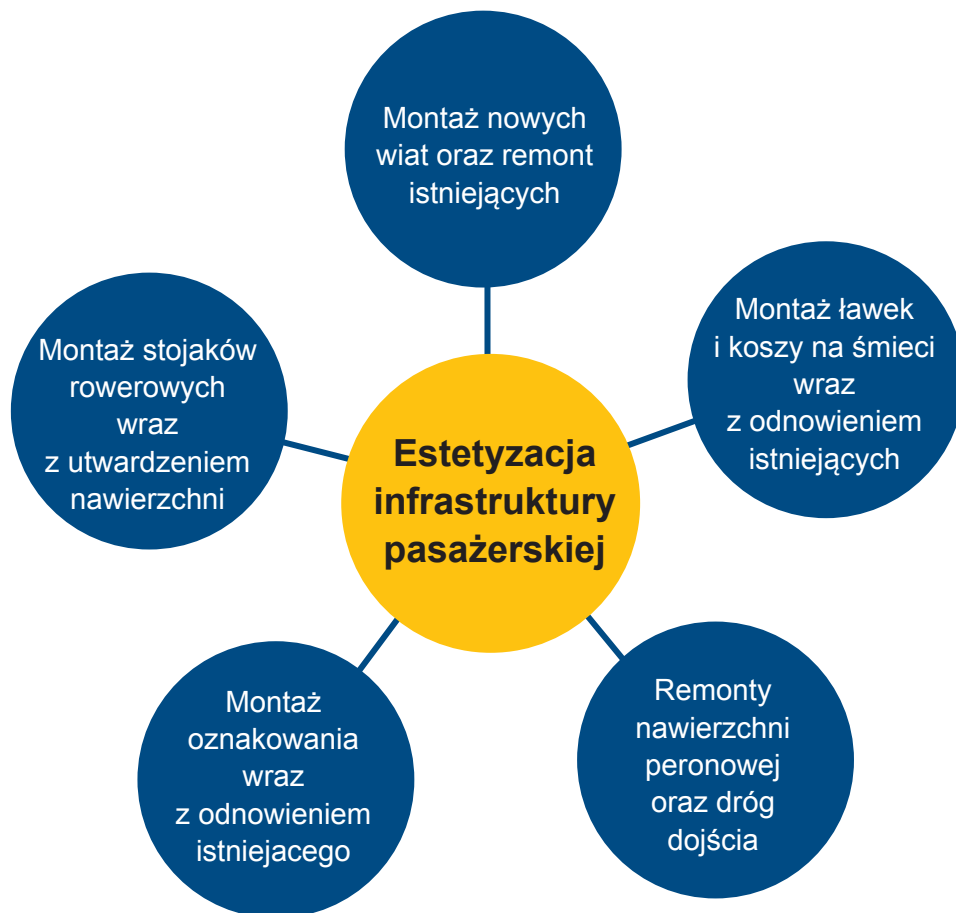 Montaż nowych
wiat oraz remont
istniejących
Montaż ławek
i koszy na śmieci
wraz
z odnowieniem
istniejących
Montaż stojaków
rowerowych
wraz
z utwardzeniem
nawierzchni
Estetyzacja
infrastruktury
pasażerskiej
Montaż
oznakowania
wraz
z odnowieniem
istniejacego
Remonty
nawierzchni
peronowej
oraz dróg
dojścia